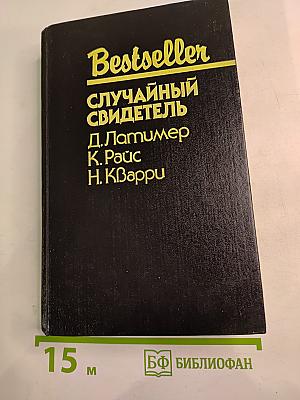 Bestseller
СЛУЧАЙНЫЙ
СВИДЕТЕЛЬ
Д. Латимер
К. Райс
Н. Кварри
15 м
БФ БИБЛИОФАН